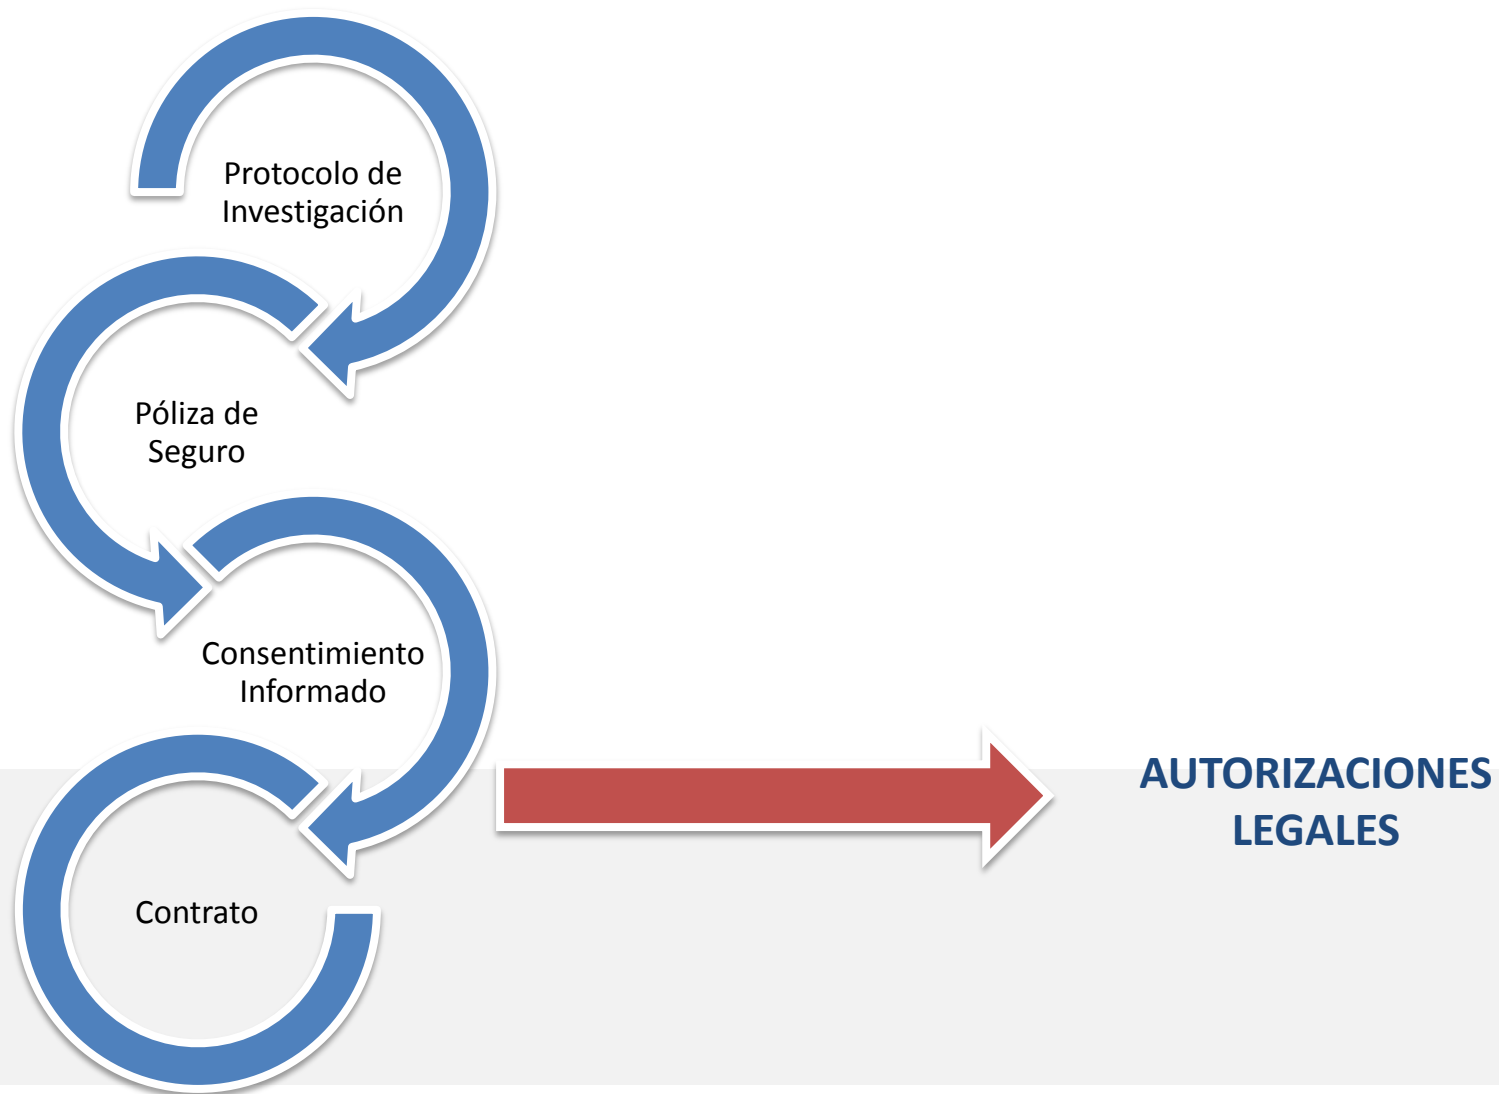 Protocolo de
Investigación
Póliza de
Seguro
Consentimiento
Informado
AUTORIZACIONES
LEGALES
Contrato